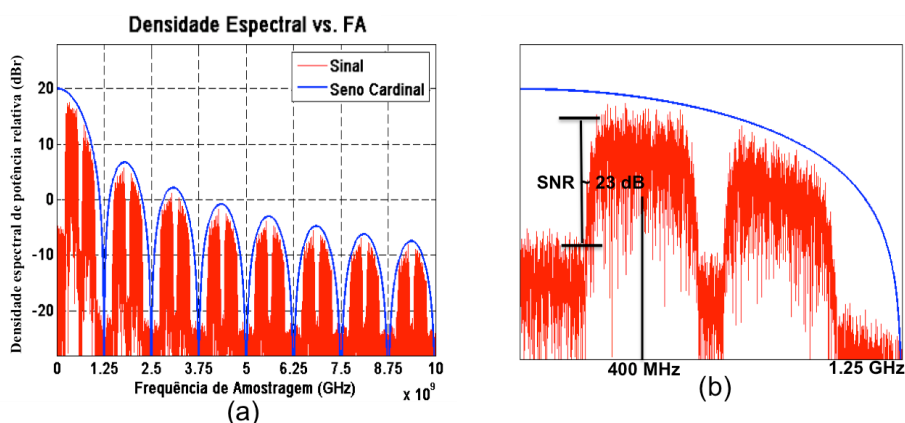 Densidade Espectral vs. FA
Densidade espectral de potência relativa (dBr)
20
10
0
-10
-20
Sinal
Seno Cardinal
0 1.25 2.5 3.75 5 6.25 7.5 8.75 10
Frequência de Amostragem (GHz)
x 10^9
(a)
SNR ~ 23 dB
400 MHz
1.25 GHz
(b)